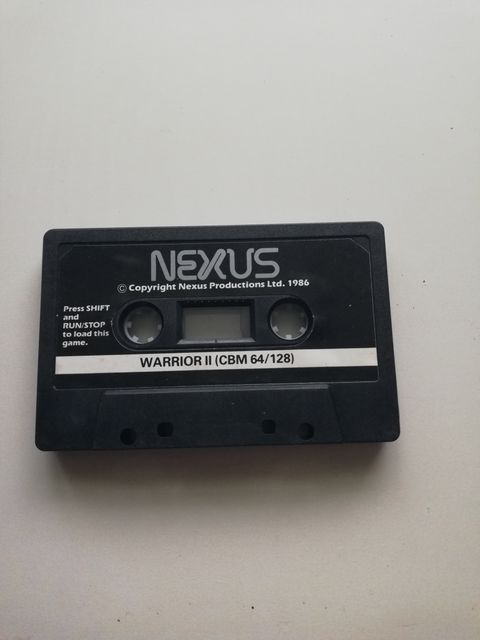 NEXUS
© Copyright Nexus Productions Ltd. 1986
Press SHIFT
and
RUN/STOP
to load this
game.
WARRIOR II (CBM 64/128)